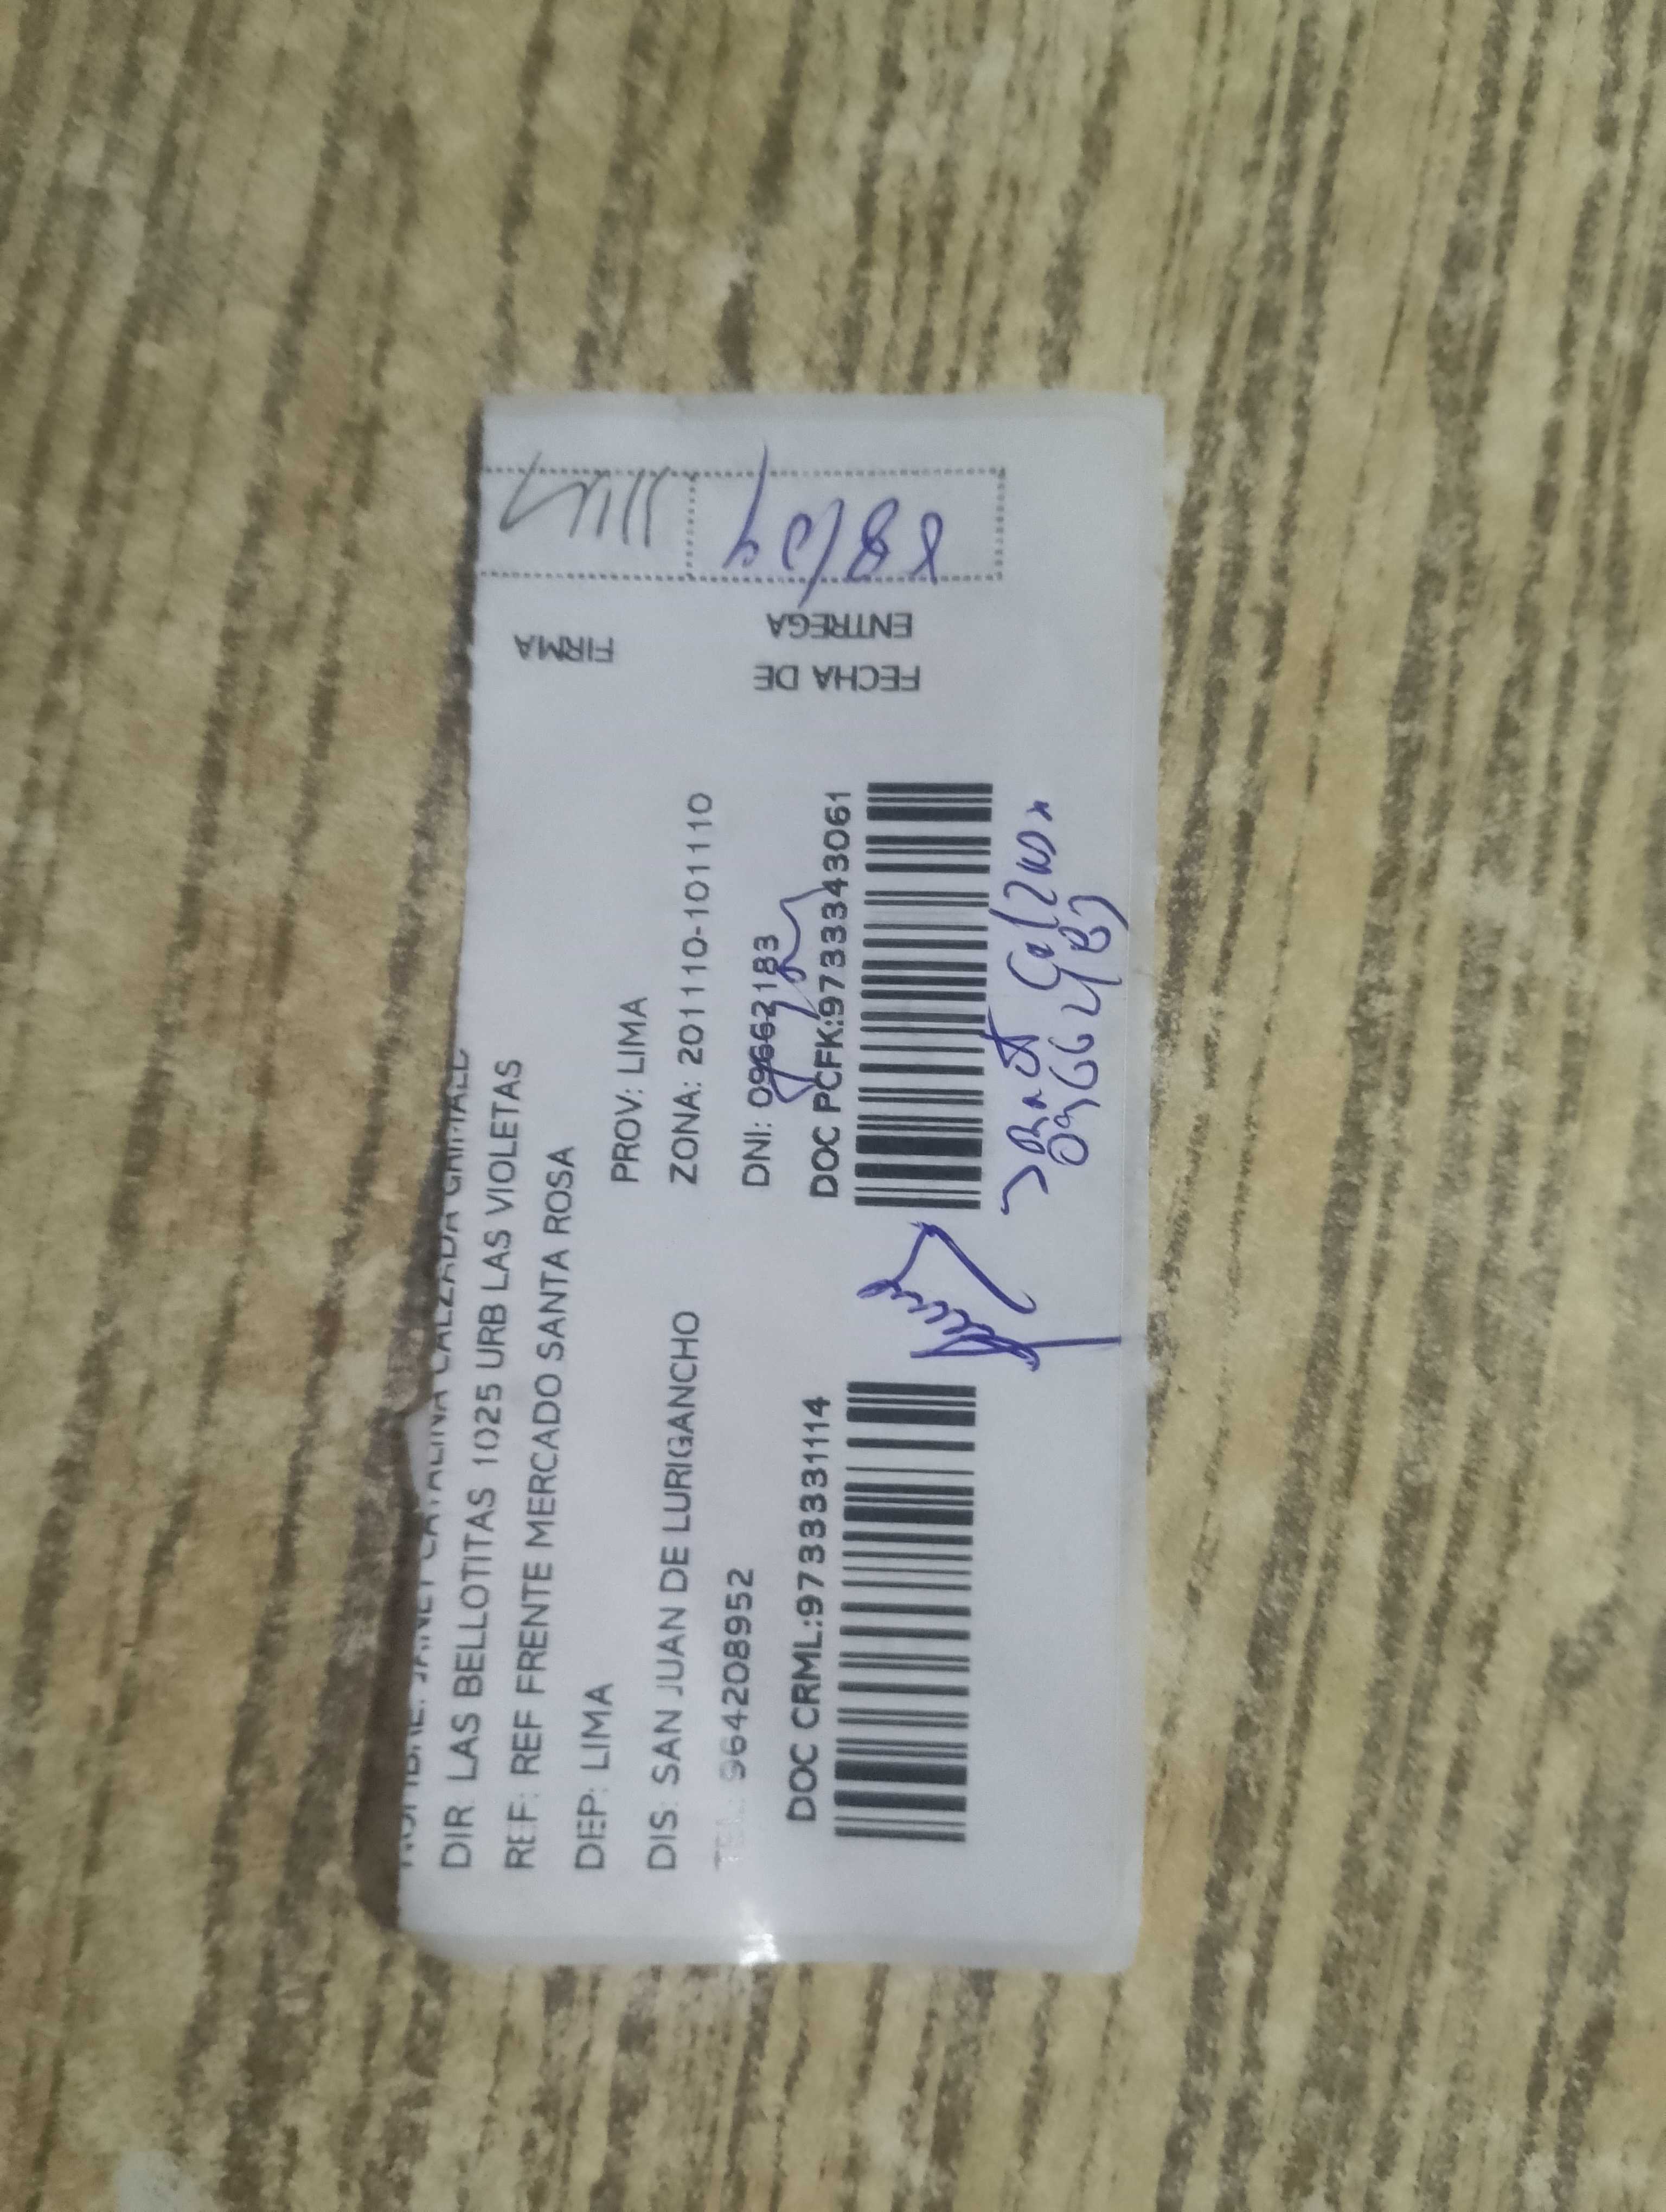 CATALINA CALZADA
DIR: LAS BELLOTITAS 1025 URB LAS VIOLETAS
REF: REF FRENTE MERCADO SANTA ROSA
DEP: LIMA PROV: LIMA
DIS: SAN JUAN DE LURIGANCHO ZONA: 201110-101110
TEL: 964208952 DNI: 09662183
DOC CRML:973331114 DOC PCFK:9733343061
FIRMA
FECHA DE
ENTREGA